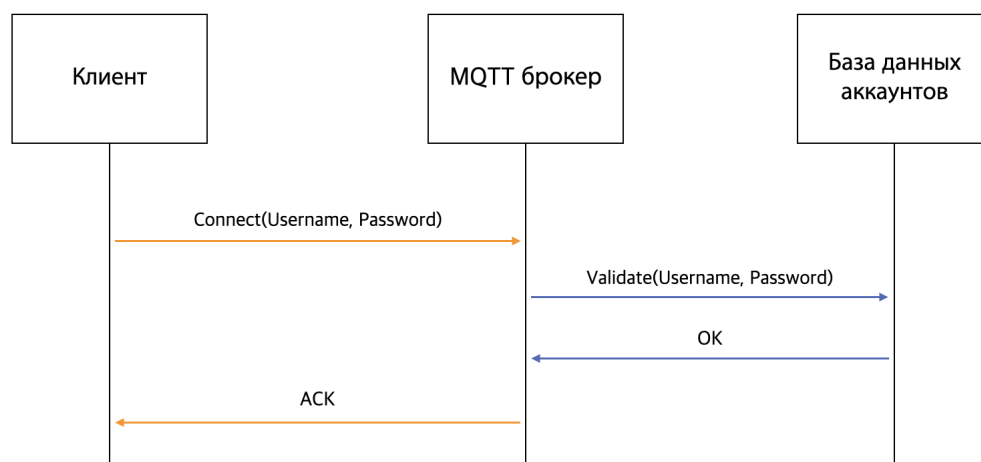 Клиент
MQTT брокер
База данных
аккаунтов
Connect(Username, Password)
Validate(Username, Password)
OK
ACK